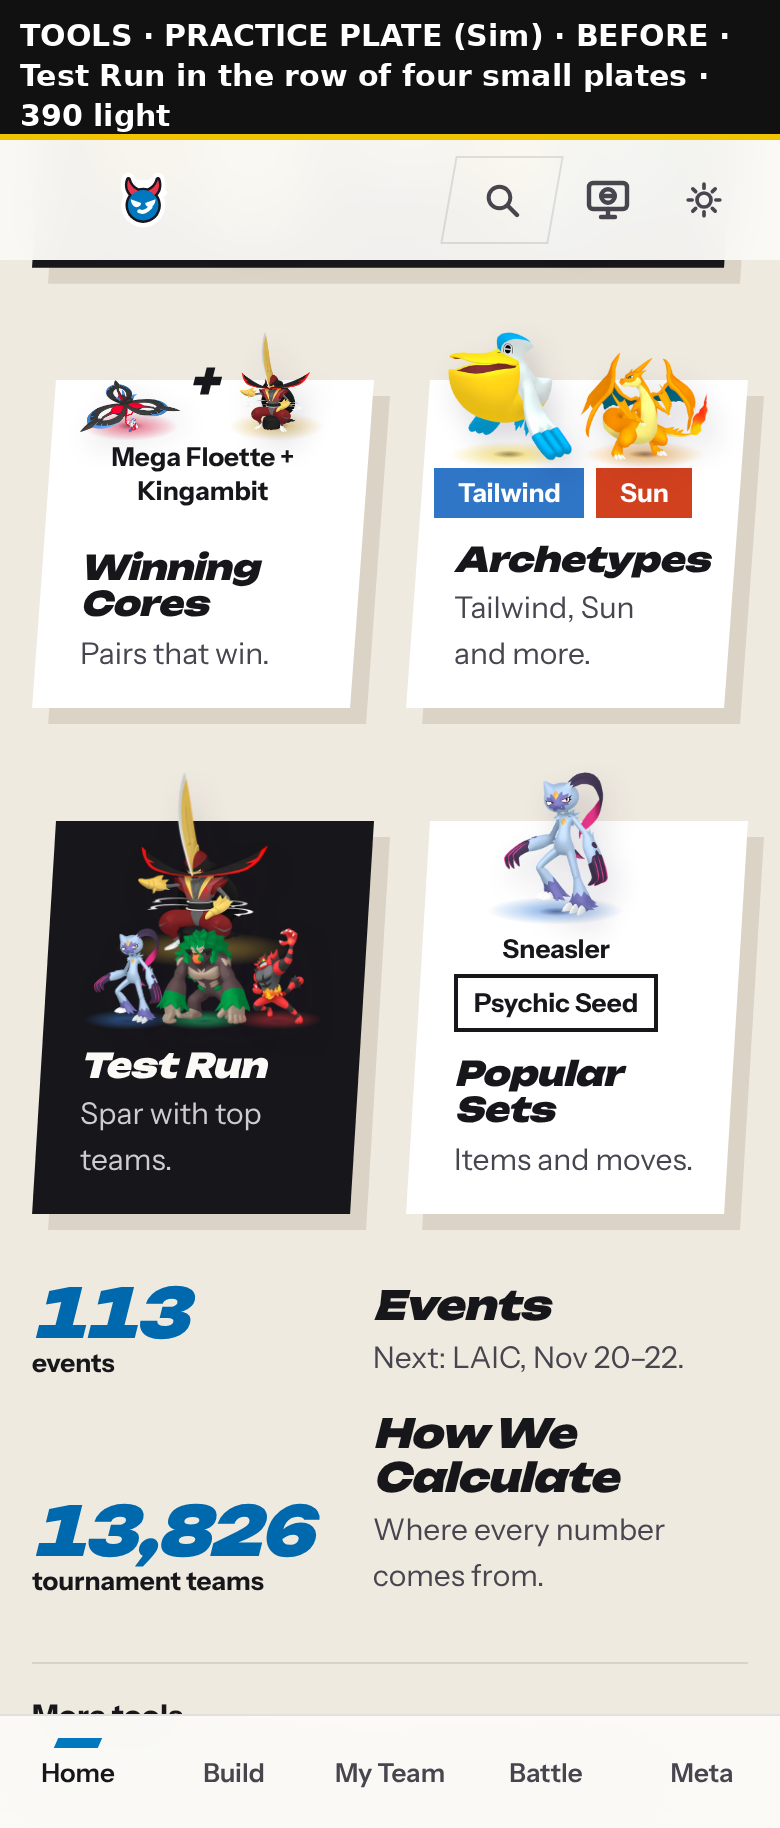 TOOLS · PRACTICE PLATE (Sim) · BEFORE ·
Test Run in the row of four small plates ·
390 light
+
Mega Floette +
Kingambit
Winning
Cores
Pairs that win.
Tailwind
Sun
Archetypes
Tailwind, Sun
and more.
Test Run
Spar with top
teams.
Sneasler
Psychic Seed
Popular
Sets
Items and moves.
113
events
Events
Next: LAIC, Nov 20–22.
13,826
tournament teams
How We
Calculate
Where every number
comes from.
More tools
Home
Build
My Team
Battle
Meta